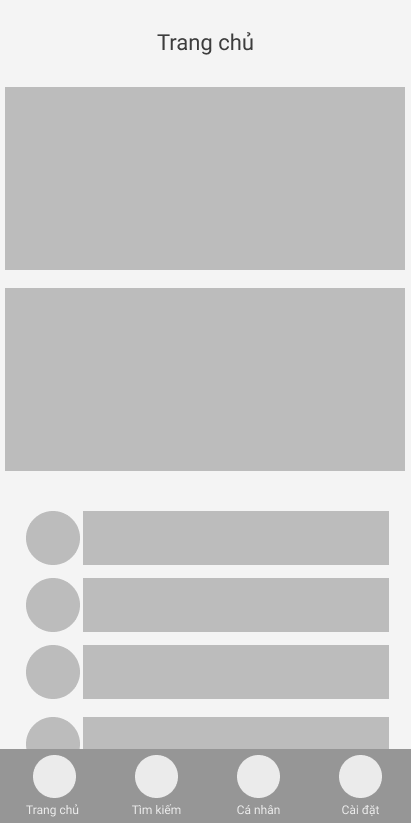 Trang chủ
Trang chủ
Tìm kiếm
Cá nhân
Cài đặt